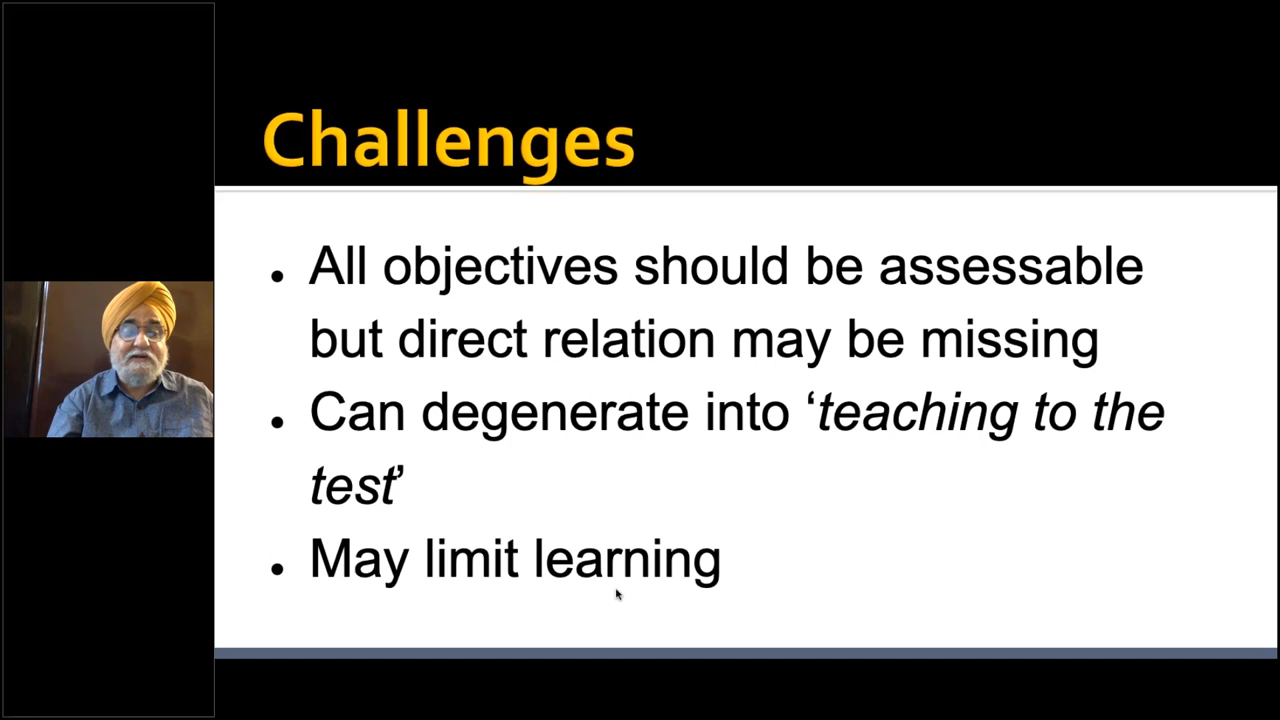 Challenges
• All objectives should be assessable
but direct relation may be missing
• Can degenerate into ‘teaching to the
test’
• May limit learning